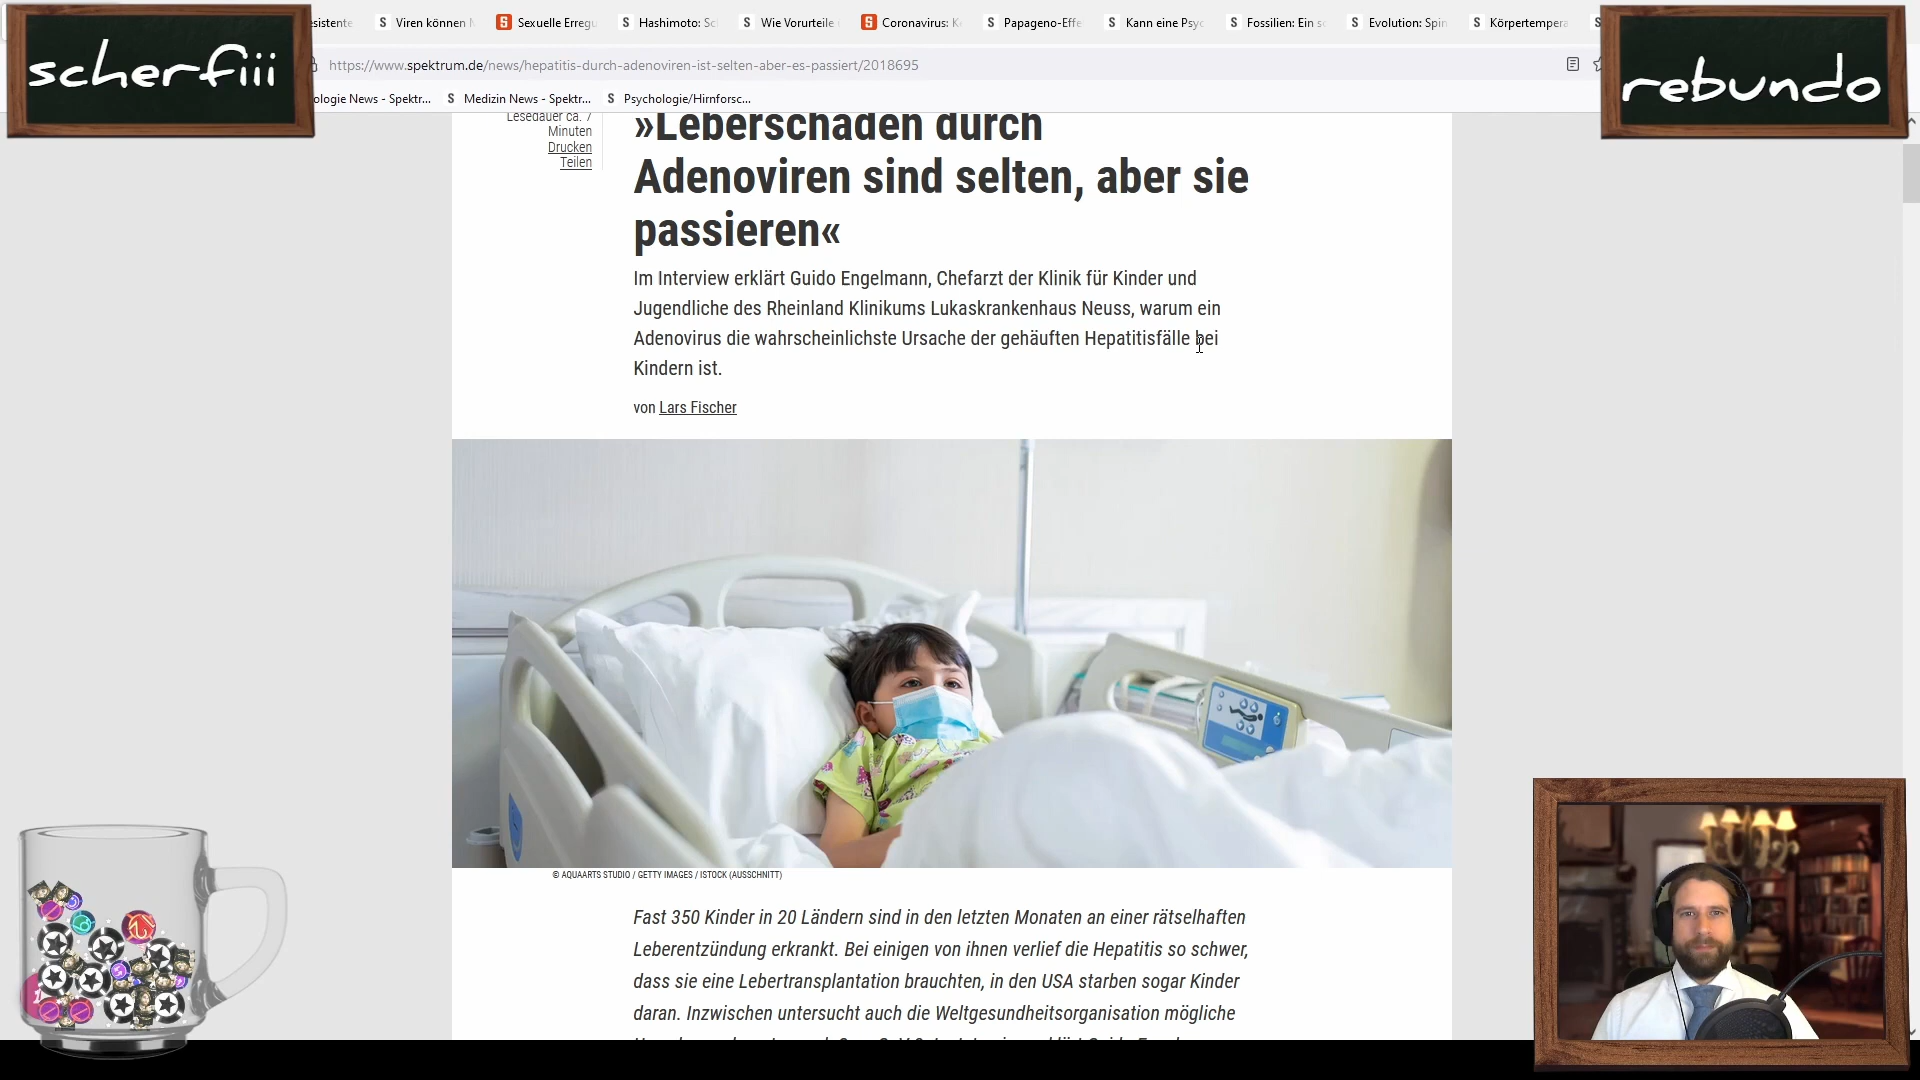 scherfiii
rebundo
Viren können
Sexuelle Erregu
Hashimoto: Sc
Wie Vorurteile
Coronavirus: K
Papageno-Effe
Kann eine Psyc
Fossilien: Ein s
Evolution: Spin
Körpertempera
https://www.spektrum.de/news/hepatitis-durch-adenoviren-ist-selten-aber-es-passiert/2018695
ologie News - Spektr...
Medizin News - Spektr...
Psychologie/Hirnforsc...
Lesedauer ca. 7
Minuten
Drucken
Teilen
»Leberschäden durch
Adenoviren sind selten, aber sie
passieren«
Im Interview erklärt Guido Engelmann, Chefarzt der Klinik für Kinder und
Jugendliche des Rheinland Klinikums Lukaskrankenhaus Neuss, warum ein
Adenovirus die wahrscheinlichste Ursache der gehäuften Hepatitisfälle bei
Kindern ist.
von Lars Fischer
© AQUAARTS STUDIO / GETTY IMAGES / ISTOCK (AUSSCHNITT)
Fast 350 Kinder in 20 Ländern sind in den letzten Monaten an einer rätselhaften
Leberentzündung erkrankt. Bei einigen von ihnen verlief die Hepatitis so schwer,
dass sie eine Lebertransplantation brauchten, in den USA starben sogar Kinder
daran. Inzwischen untersucht auch die Weltgesundheitsorganisation mögliche